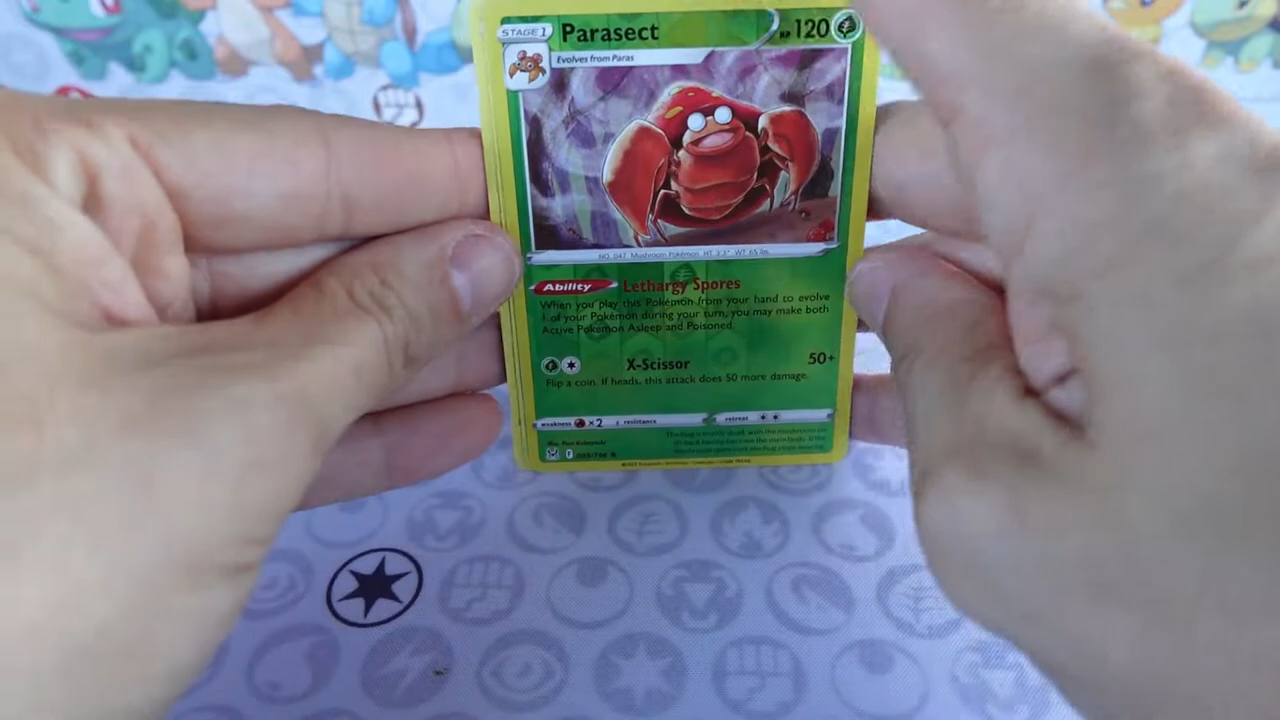 STAGE 1 Parasect HP 120
Evolves from Paras
NO. 047 Mushroom Pokémon HT 3'3" WT 65 lbs.
Ability Lethargy Spores
When you play this Pokémon from your hand to evolve
1 of your Pokémon during your turn, you may make both
Active Pokémon Asleep and Poisoned.
X-Scissor 50+
Flip a coin. If heads, this attack does 50 more damage.
weakness ×2 resistance retreat